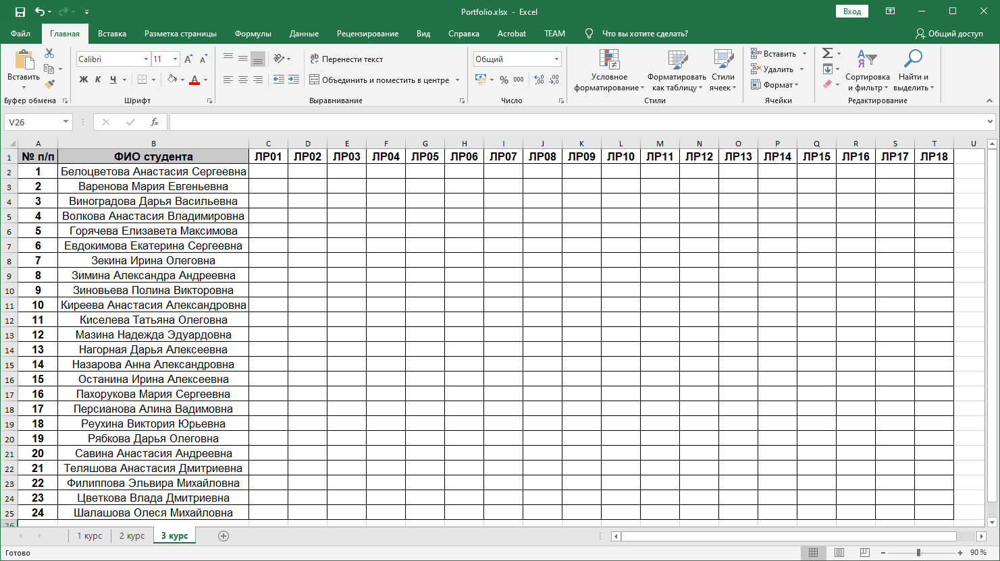 Portfolio.xlsx - Excel
Вход
Файл Главная Вставка Разметка страницы Формулы Данные Рецензирование Вид Справка Acrobat TEAM Что вы хотите сделать? Общий доступ
Вставить
Буфер обмена
Calibri 11
Ж К Ч А
Шрифт
Перенести текст
Объединить и поместить в центре
Выравнивание
Общий
% 000
Число
Условное форматирование
Форматировать как таблицу
Стили ячеек
Стили
Вставить
Удалить
Формат
Ячейки
Сортировка и фильтр
Найти и выделить
Редактирование
V26 fx
A B C D E F G H I J K L M N O P Q R S T U
1 № п/п ФИО студента ЛР01 ЛР02 ЛР03 ЛР04 ЛР05 ЛР06 ЛР07 ЛР08 ЛР09 ЛР10 ЛР11 ЛР12 ЛР13 ЛР14 ЛР15 ЛР16 ЛР17 ЛР18
2 1 Белоцветова Анастасия Сергеевна
3 2 Варенова Мария Евгеньевна
4 3 Виноградова Дарья Васильевна
5 4 Волкова Анастасия Владимировна
6 5 Горячева Елизавета Максимова
7 6 Евдокимова Екатерина Сергеевна
8 7 Зекина Ирина Олеговна
9 8 Зимина Александра Андреевна
10 9 Зиновьева Полина Викторовна
11 10 Киреева Анастасия Александровна
12 11 Киселева Татьяна Олеговна
13 12 Мазина Надежда Эдуардовна
14 13 Нагорная Дарья Алексеевна
15 14 Назарова Анна Александровна
16 15 Останина Ирина Алексеевна
17 16 Пахорукова Мария Сергеевна
18 17 Персианова Алина Вадимовна
19 18 Реухина Виктория Юрьевна
20 19 Рябкова Дарья Олеговна
21 20 Савина Анастасия Андреевна
22 21 Теляшова Анастасия Дмитриевна
23 22 Филиппова Эльвира Михайловна
24 23 Цветкова Влада Дмитриевна
25 24 Шалашова Олеся Михайловна
26
1 курс 2 курс 3 курс
Готово 90 %